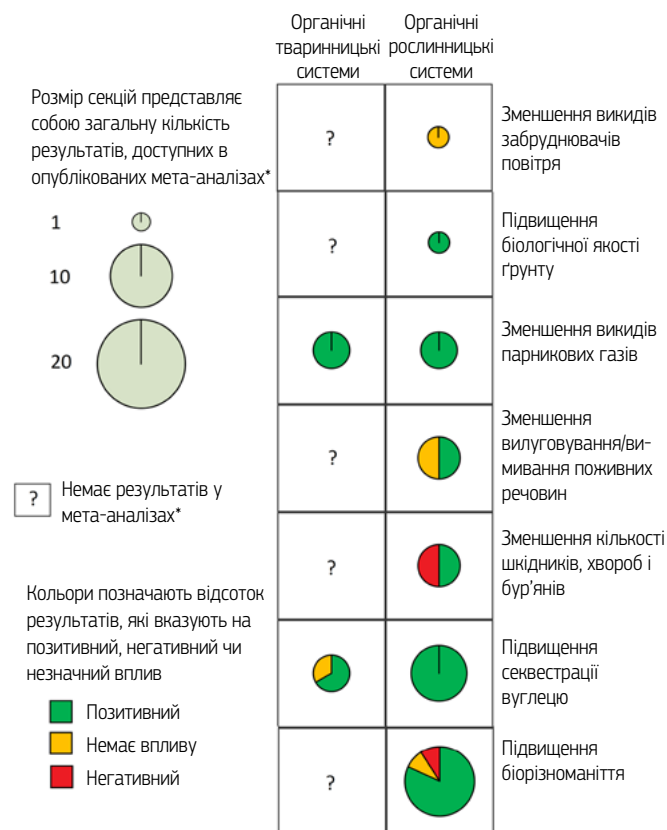 Органічні тваринницькі системи
Органічні рослинницькі системи
Розмір секцій представляє
собою загальну кількість
результатів, доступних в
опублікованих мета-аналізах*
1
10
20
?
Немає результатів у
мета-аналізах*
Кольори позначають відсоток
результатів, які вказують на
позитивний, негативний чи
незначний вплив
Позитивний
Немає впливу
Негативний
?
Зменшення викидів
забруднювачів
повітря
?
Підвищення
біологічної якості
ґрунту
Зменшення викидів
парникових газів
?
Зменшення
вилуговування/ви-
мивання поживних
речовин
?
Зменшення кількості
шкідників, хвороб і
бур’янів
Підвищення
секвестрації
вуглецю
?
Підвищення
біорізноманіття